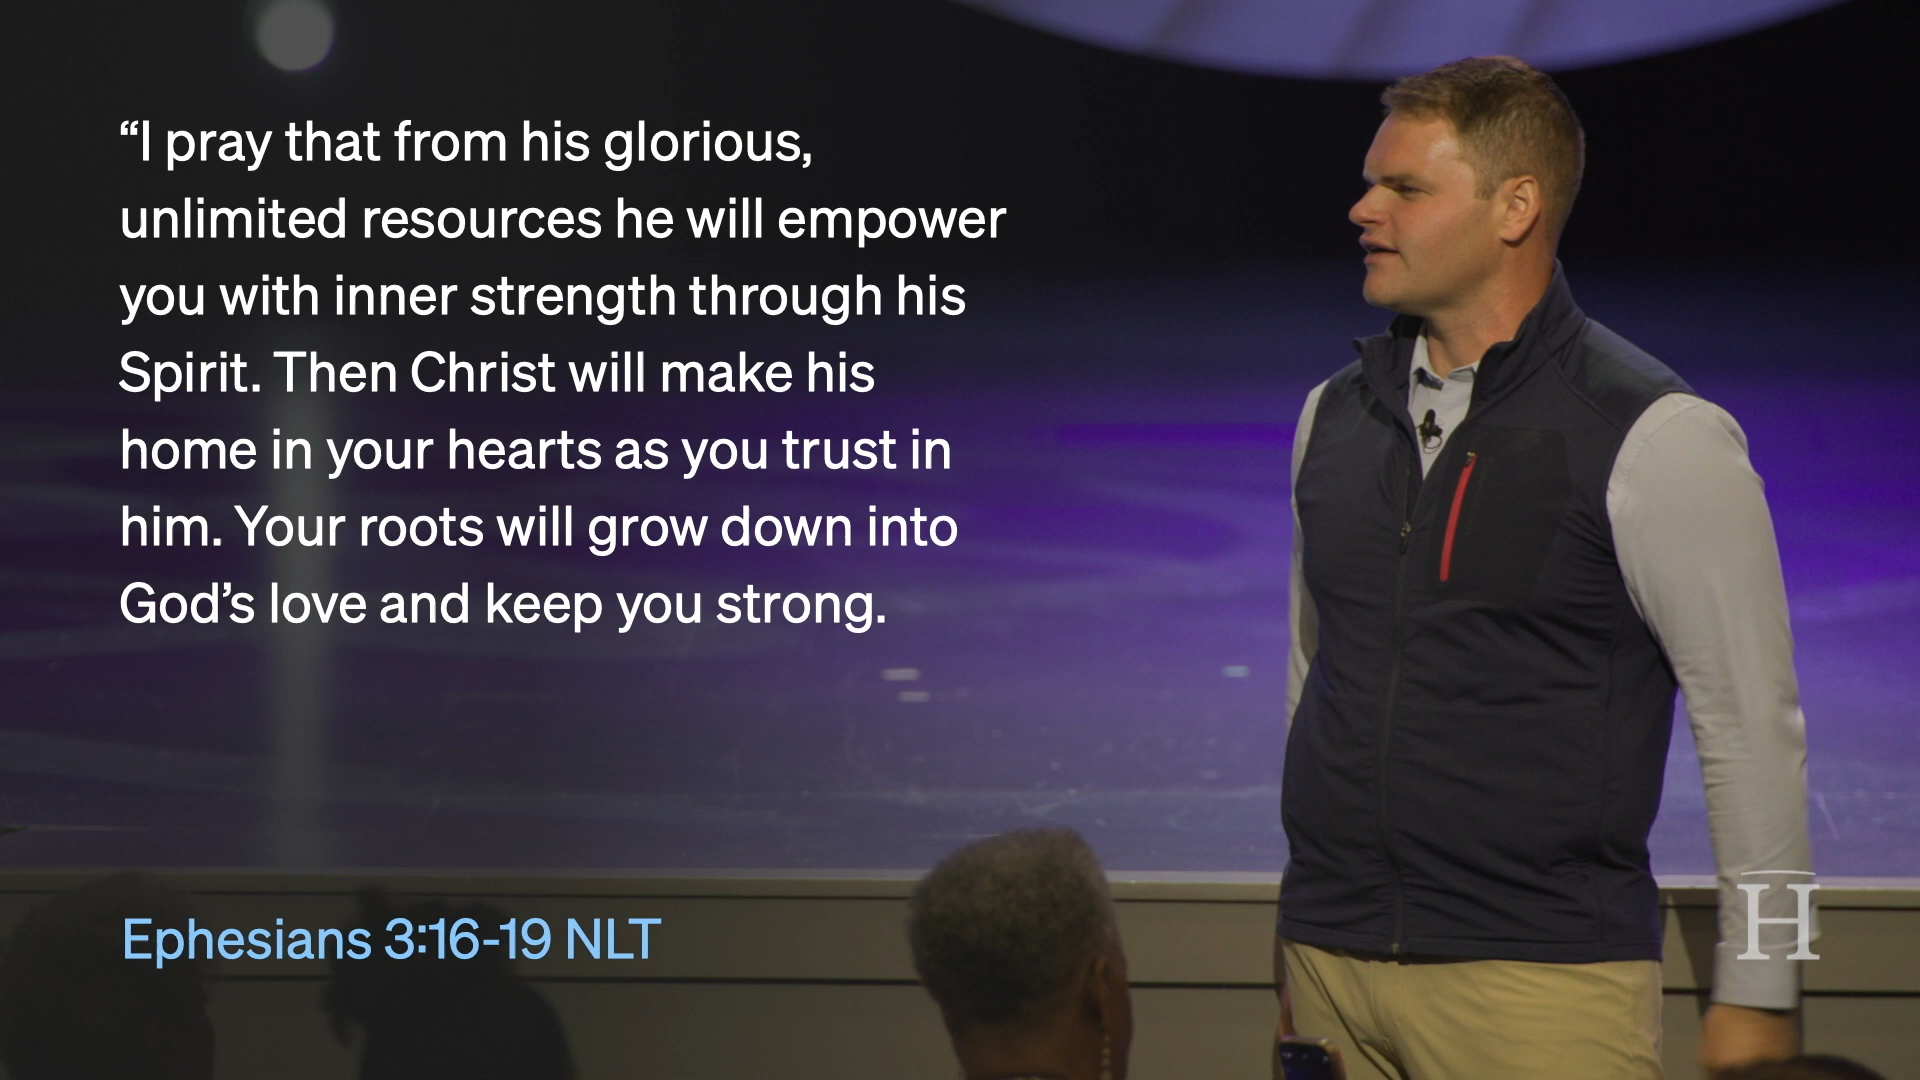 “I pray that from his glorious,
unlimited resources he will empower
you with inner strength through his
Spirit. Then Christ will make his
home in your hearts as you trust in
him. Your roots will grow down into
God’s love and keep you strong.
Ephesians 3:16-19 NLT
H